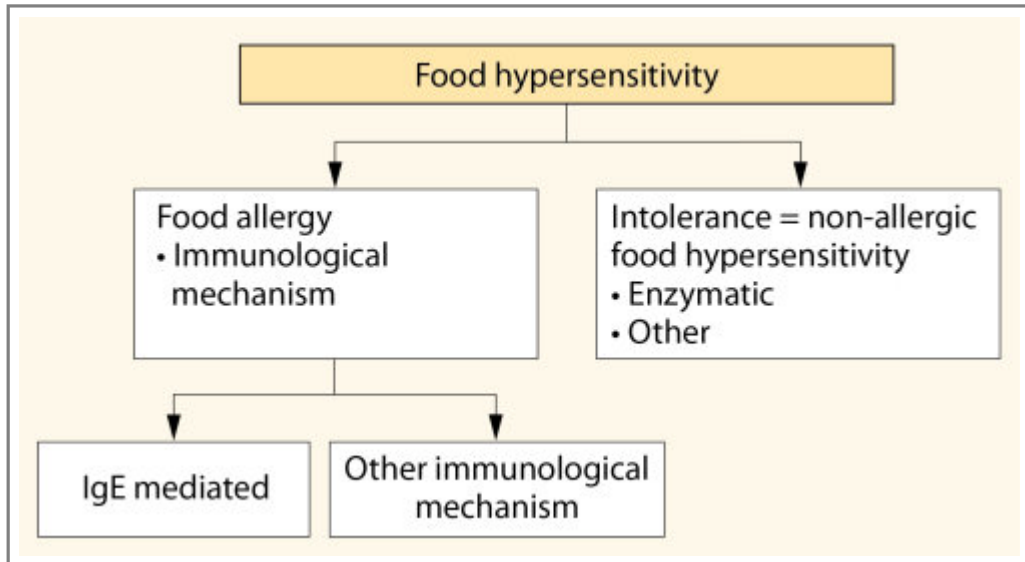 Food hypersensitivity
Food allergy
• Immunological
mechanism
Intolerance = non-allergic
food hypersensitivity
• Enzymatic
• Other
IgE mediated
Other immunological
mechanism